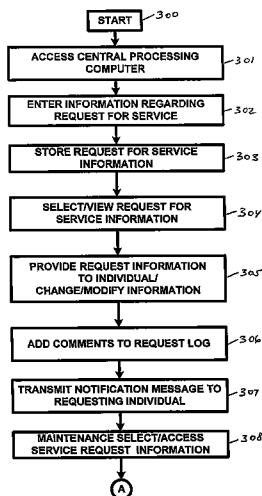 START
300
ACCESS CENTRAL PROCESSING
COMPUTER
301
ENTER INFORMATION REGARDING
REQUEST FOR SERVICE
302
STORE REQUEST FOR SERVICE
INFORMATION
303
SELECT/VIEW REQUEST FOR
SERVICE INFORMATION
304
PROVIDE REQUEST INFORMATION
TO INDIVIDUAL/
CHANGE/MODIFY INFORMATION
305
ADD COMMENTS TO REQUEST LOG
306
TRANSMIT NOTIFICATION MESSAGE TO
REQUESTING INDIVIDUAL
307
MAINTENANCE SELECT/ACCESS
SERVICE REQUEST INFORMATION
308
A